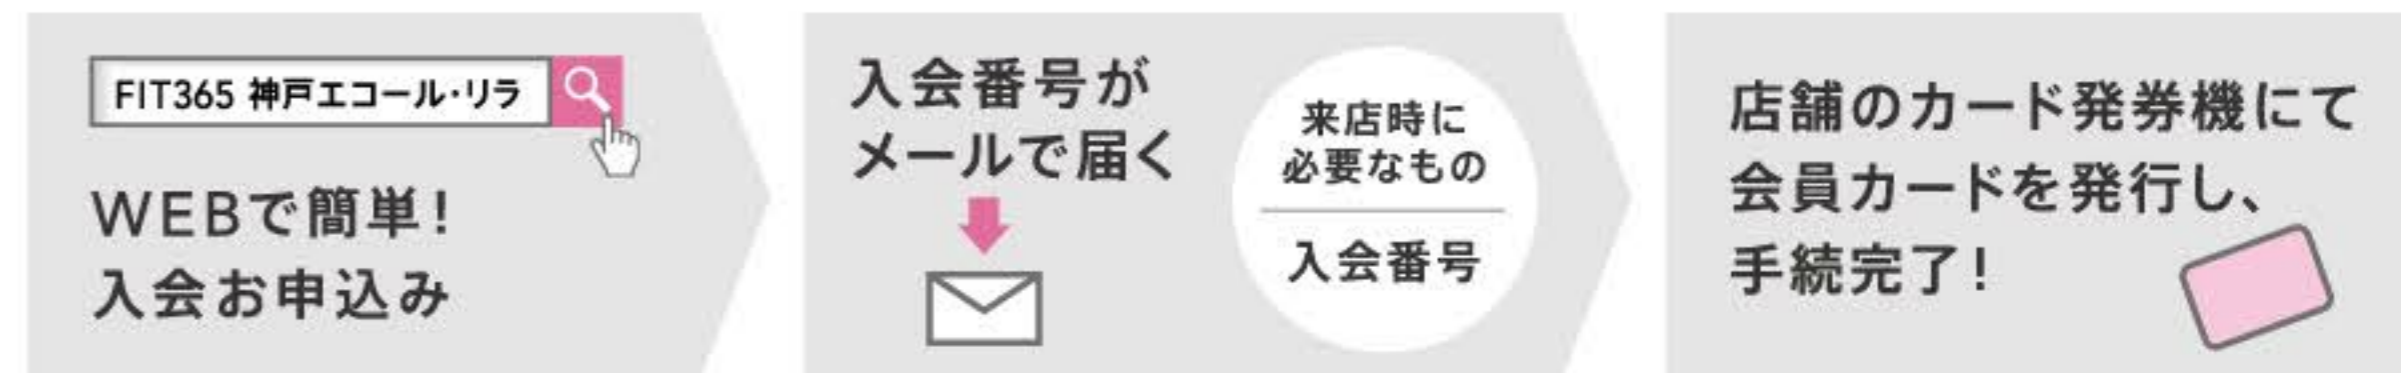 FIT365 神戸エコール・リラ
WEBで簡単!
入会お申込み
入会番号が
メールで届く
来店時に
必要なもの
入会番号
店舗のカード発券機にて
会員カードを発行し、
手続完了!